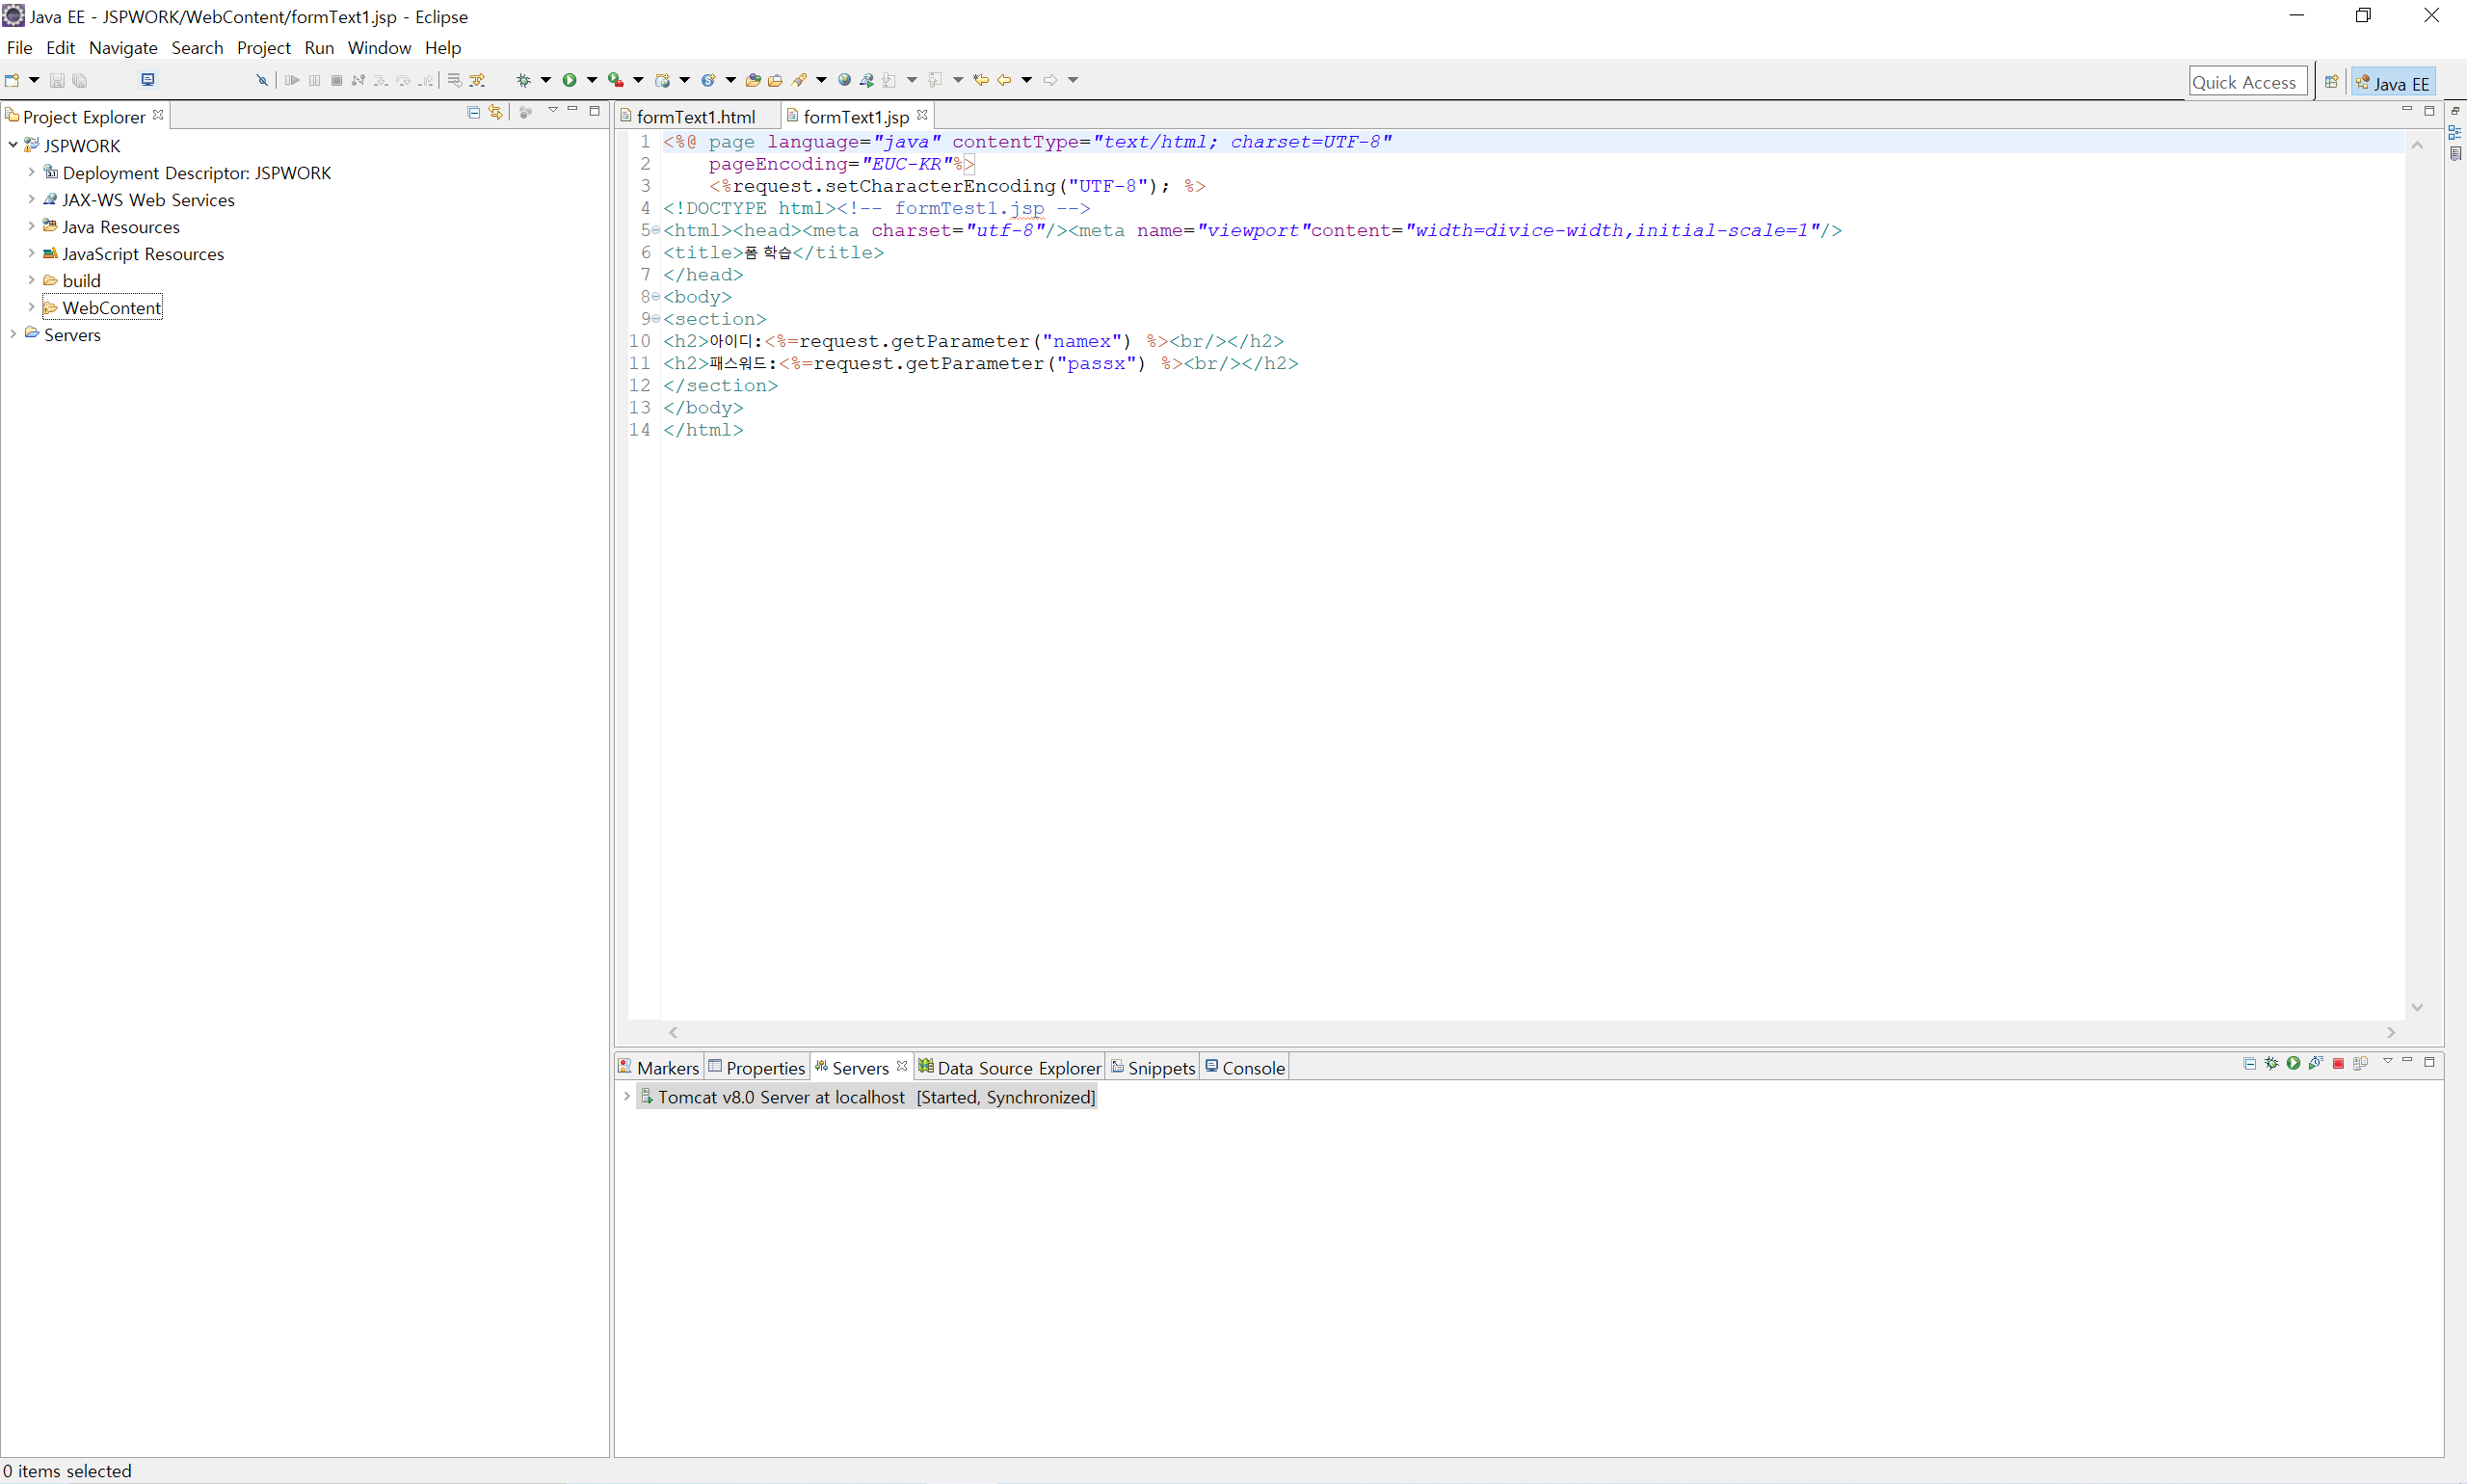 Java EE - JSPWORK/WebContent/formText1.jsp - Eclipse
File Edit Navigate Search Project Run Window Help
Quick Access
Java EE
Project Explorer
JSPWORK
Deployment Descriptor: JSPWORK
JAX-WS Web Services
Java Resources
JavaScript Resources
build
WebContent
Servers
formText1.html formText1.jsp
1 <%@ page language="java" contentType="text/html; charset=UTF-8"
2 pageEncoding="EUC-KR"%>
3 <%request.setCharacterEncoding("UTF-8"); %>
4 <!DOCTYPE html><!-- formTest1.jsp -->
5 <html><head><meta charset="utf-8"/><meta name="viewport"content="width=divice-width,initial-scale=1"/>
6 <title>폼 학습</title>
7 </head>
8 <body>
9 <section>
10 <h2>아이디:<%=request.getParameter("namex") %><br/></h2>
11 <h2>패스워드:<%=request.getParameter("passx") %><br/></h2>
12 </section>
13 </body>
14 </html>
Markers Properties Servers Data Source Explorer Snippets Console
Tomcat v8.0 Server at localhost [Started, Synchronized]
0 items selected